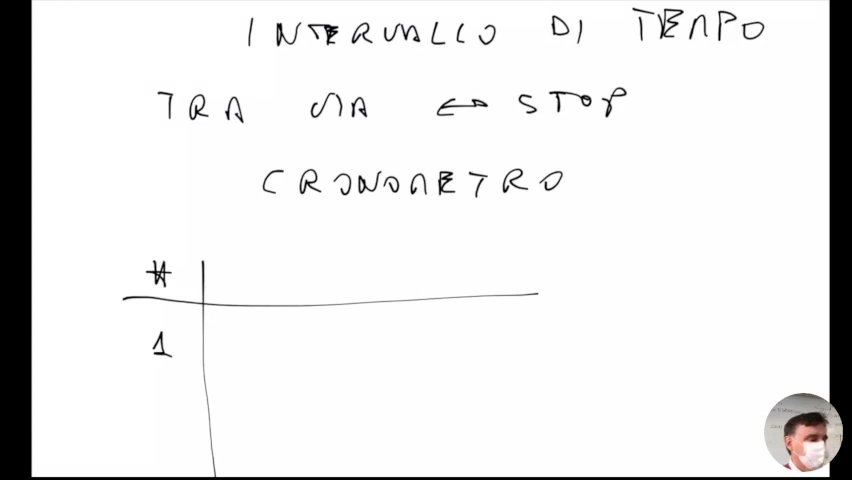 INTERVALLO DI TEMPO
TRA VIA ↔ STOP
CRONOMETRO
#
1